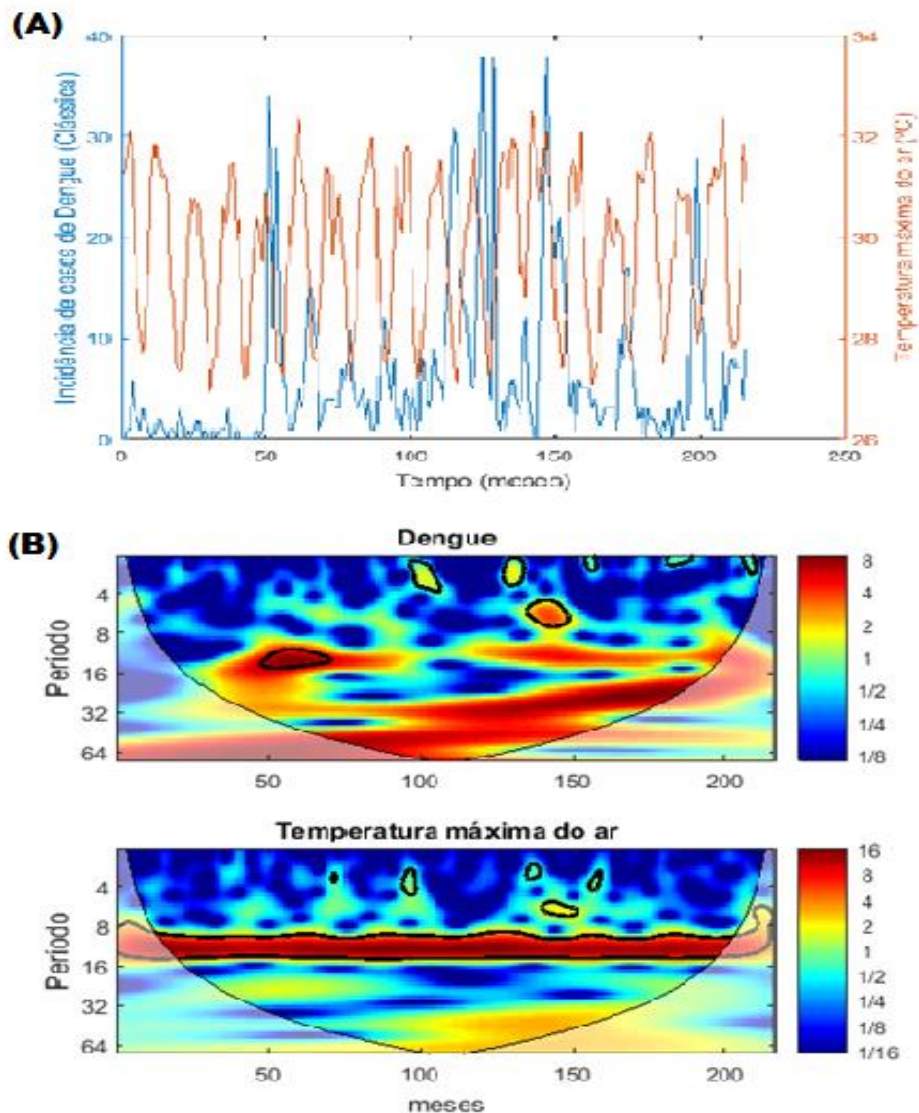 (A)
Incidência de casos de Dengue (Clássica)
40
30
20
10
0
34
32
30
28
26
Temperatura máxima do ar (ºC)
0 50 100 150 200 250
Tempo (meses)
(B)
Dengue
Período
4
8
16
32
64
50 100 150 200
8
4
2
1
1/2
1/4
1/8
Temperatura máxima do ar
Período
4
8
16
32
64
50 100 150 200
meses
16
8
4
2
1
1/2
1/4
1/8
1/16